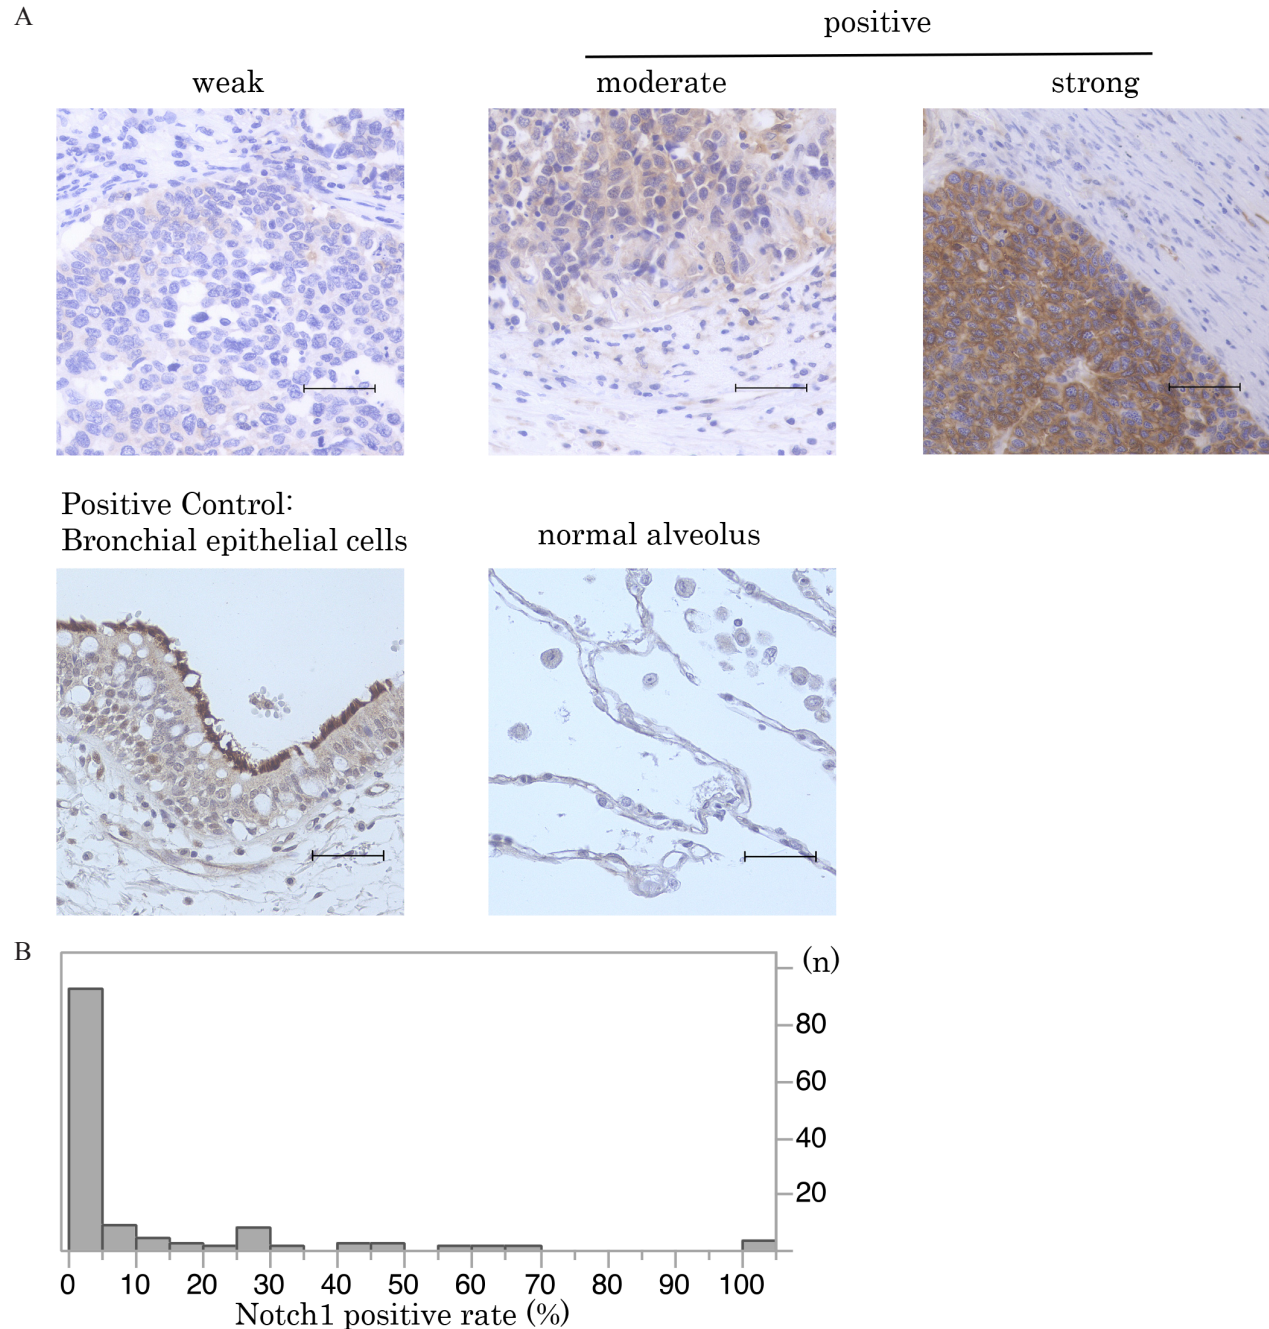 A
positive
weak
moderate
strong
Positive Control:
Bronchial epithelial cells
normal alveolus
B
(n)
80
60
40
20
0 10 20 30 40 50 60 70 80 90 100
Notch1 positive rate (%)